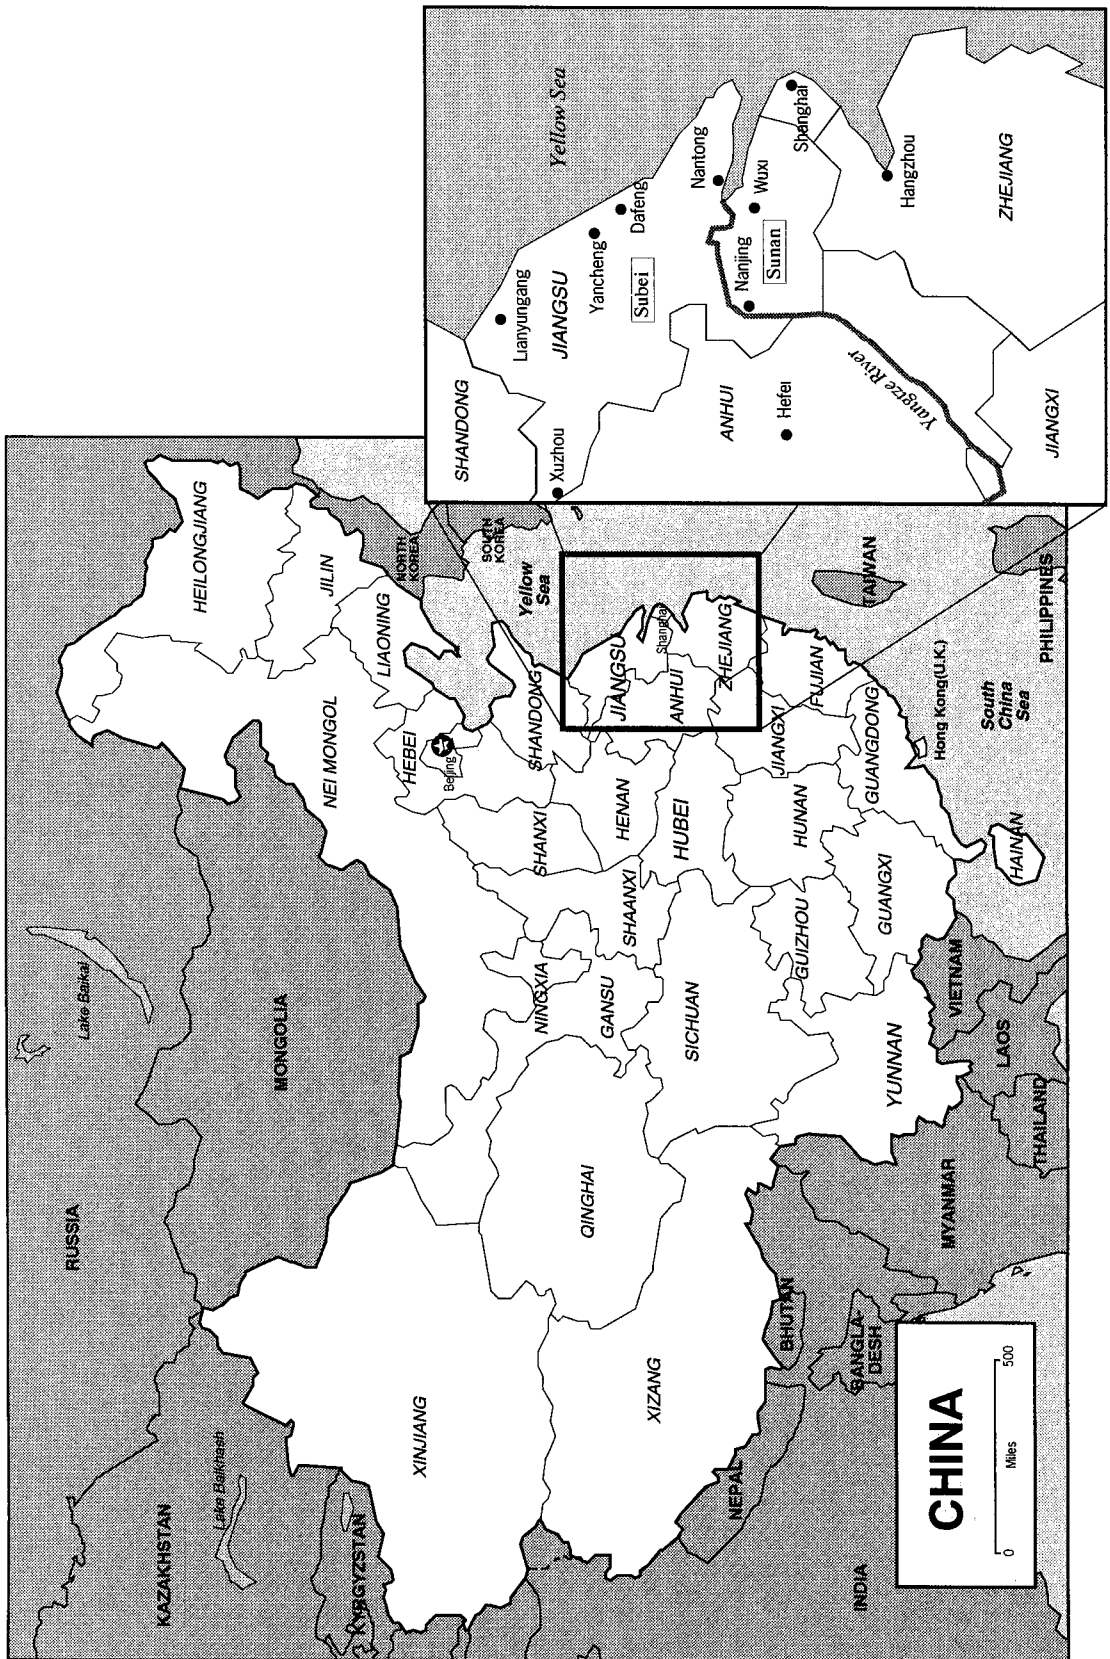 RUSSIA
KAZAKHSTAN
Lake Balkhash
KYRGYZSTAN
Lake Baikal
MONGOLIA
HEILONGJIANG
JILIN
LIAONING
NORTH
KOREA
SOUTH
KOREA
Yellow
Sea
NEI MONGOL
HEBEI
Beijing
SHANDONG
SHANXI
HENAN
SHAANXI
NINGXIA
GANSU
QINGHAI
XINJIANG
XIZANG
SICHUAN
HUBEI
JIANGSU
Shanghai
ANHUI
ZHEJIANG
JIANGXI
FUJIAN
HUNAN
GUIZHOU
GUANGDONG
GUANGXI
YUNNAN
HAINAN
Hong Kong(U.K.)
South
China
Sea
TAIWAN
PHILIPPINES
VIETNAM
LAOS
THAILAND
MYANMAR
BHUTAN
BANGLA-
DESH
NEPAL
INDIA
CHINA
0
Miles
500
Yellow Sea
SHANDONG
Xuzhou
Lianyungang
JIANGSU
Yancheng
Dafeng
Subei
Nantong
Nanjing
Sunan
Wuxi
Shanghai
ANHUI
Hefei
Yangtze River
Hangzhou
ZHEJIANG
JIANGXI